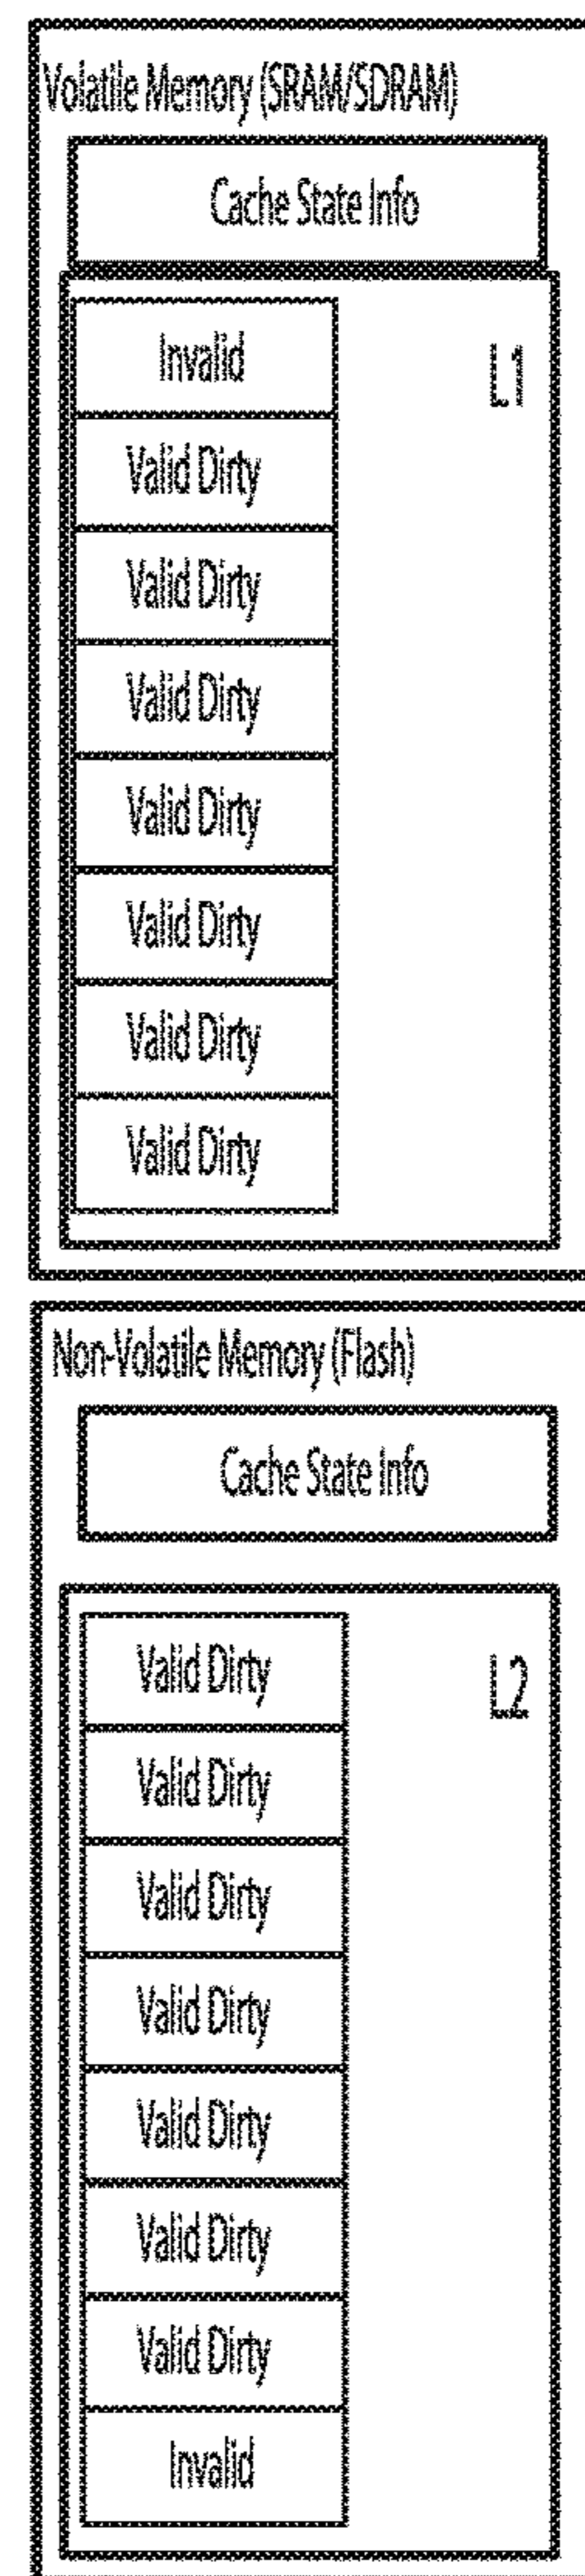 Volatile Memory (SRAM/SDRAM)
Cache State Info
L1
Invalid
Valid Dirty
Valid Dirty
Valid Dirty
Valid Dirty
Valid Dirty
Valid Dirty
Valid Dirty
Non-Volatile Memory (Flash)
Cache State Info
L2
Valid Dirty
Valid Dirty
Valid Dirty
Valid Dirty
Valid Dirty
Valid Dirty
Valid Dirty
Invalid